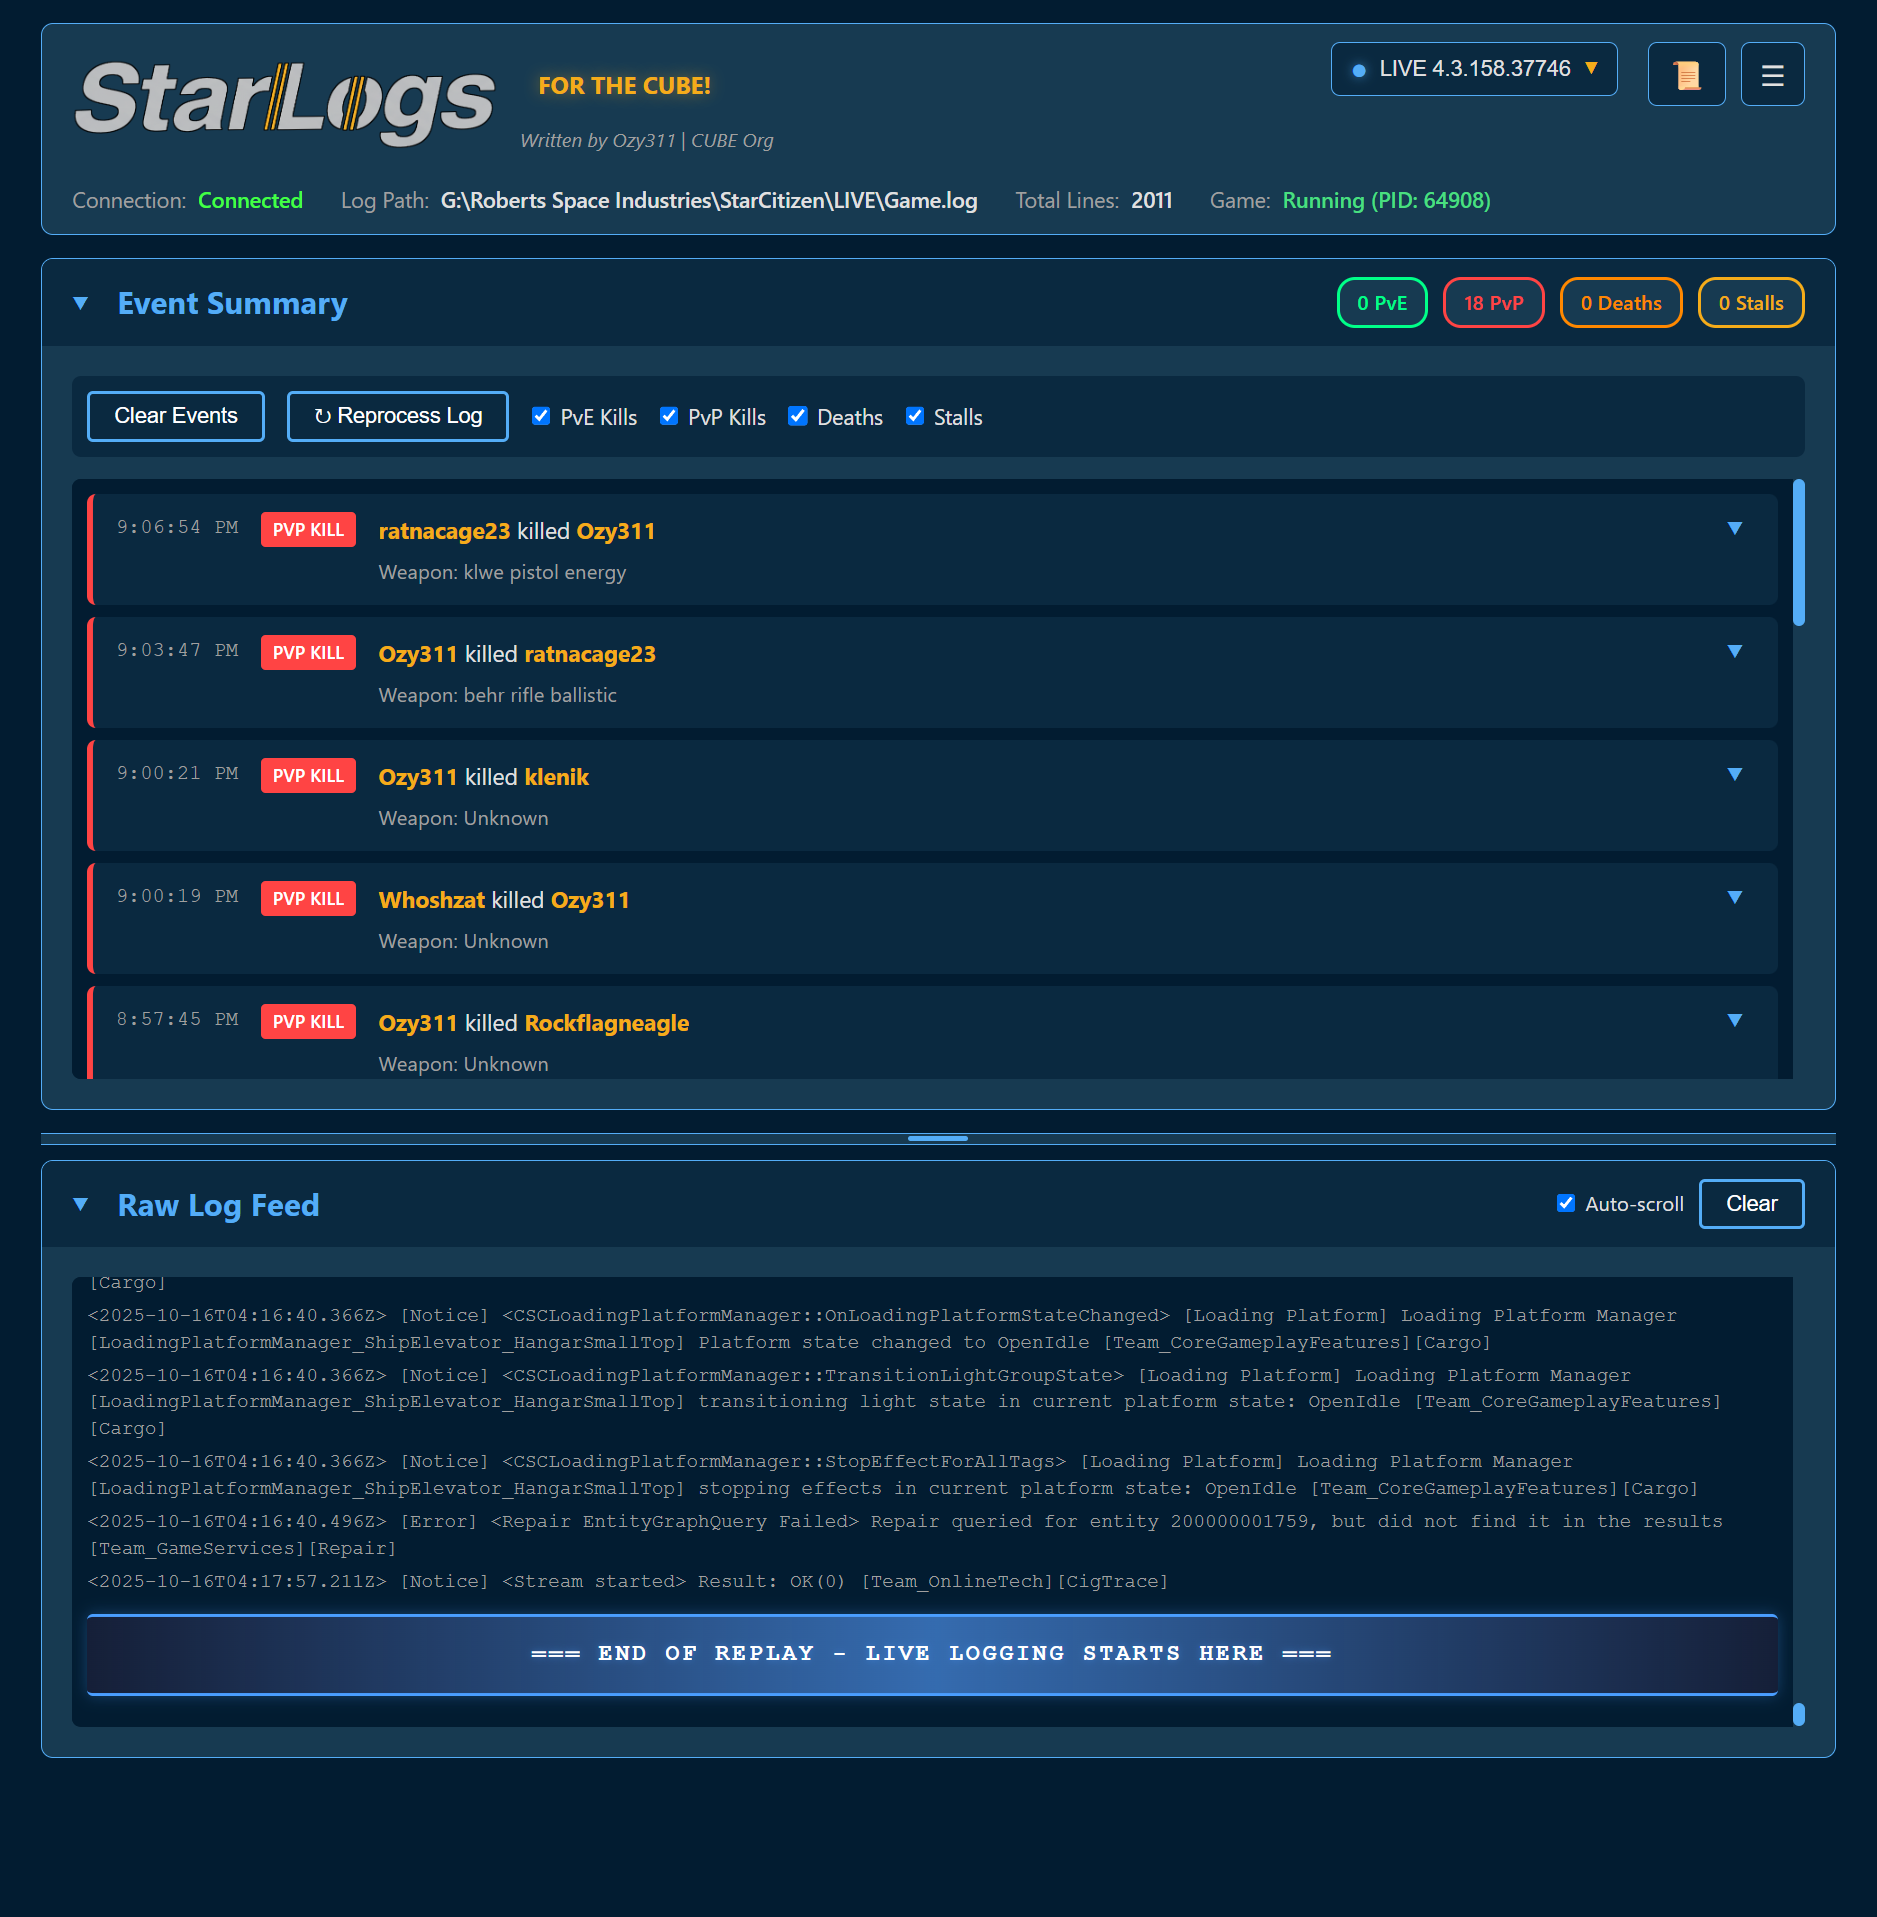 StarLogs
FOR THE CUBE!
Written by Ozy311 | CUBE Org
LIVE 4.3.158.37746 ▼
Connection: Connected Log Path: G:\Roberts Space Industries\StarCitizen\LIVE\Game.log Total Lines: 2011 Game: Running (PID: 64908)
▼ Event Summary
0 PvE 18 PvP 0 Deaths 0 Stalls
Clear Events ↻ Reprocess Log PvE Kills PvP Kills Deaths Stalls
9:06:54 PM PVP KILL ratnacage23 killed Ozy311 ▼
Weapon: klwe pistol energy
9:03:47 PM PVP KILL Ozy311 killed ratnacage23 ▼
Weapon: behr rifle ballistic
9:00:21 PM PVP KILL Ozy311 killed klenik ▼
Weapon: Unknown
9:00:19 PM PVP KILL Whoshzat killed Ozy311 ▼
Weapon: Unknown
8:57:45 PM PVP KILL Ozy311 killed Rockflagneagle ▼
Weapon: Unknown
▼ Raw Log Feed
Auto-scroll Clear
[Cargo]
<2025-10-16T04:16:40.366Z> [Notice] <CSCLoadingPlatformManager::OnLoadingPlatformStateChanged> [Loading Platform] Loading Platform Manager
[LoadingPlatformManager_ShipElevator_HangarSmallTop] Platform state changed to OpenIdle [Team_CoreGameplayFeatures][Cargo]
<2025-10-16T04:16:40.366Z> [Notice] <CSCLoadingPlatformManager::TransitionLightGroupState> [Loading Platform] Loading Platform Manager
[LoadingPlatformManager_ShipElevator_HangarSmallTop] transitioning light state in current platform state: OpenIdle [Team_CoreGameplayFeatures]
[Cargo]
<2025-10-16T04:16:40.366Z> [Notice] <CSCLoadingPlatformManager::StopEffectForAllTags> [Loading Platform] Loading Platform Manager
[LoadingPlatformManager_ShipElevator_HangarSmallTop] stopping effects in current platform state: OpenIdle [Team_CoreGameplayFeatures][Cargo]
<2025-10-16T04:16:40.496Z> [Error] <Repair EntityGraphQuery Failed> Repair queried for entity 200000001759, but did not find it in the results
[Team_GameServices][Repair]
<2025-10-16T04:17:57.211Z> [Notice] <Stream started> Result: OK(0) [Team_OnlineTech][CigTrace]
=== END OF REPLAY - LIVE LOGGING STARTS HERE ===